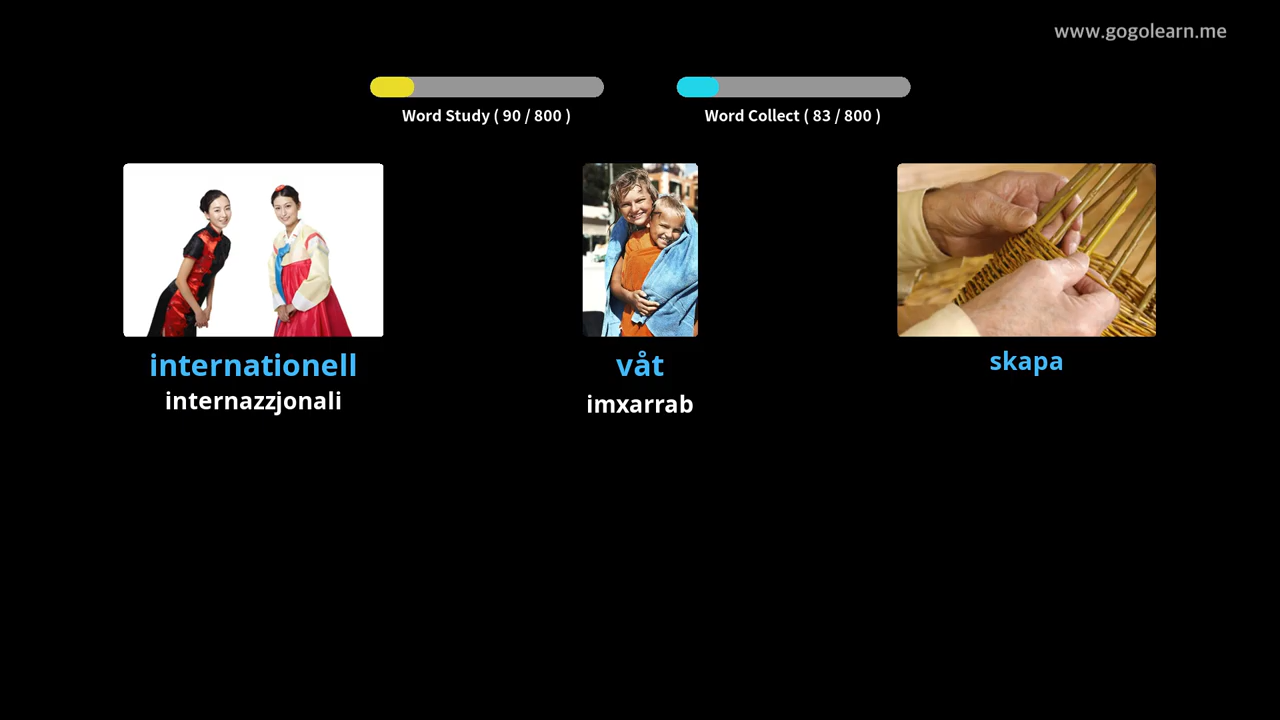 www.gogolearn.me
Word Study ( 90 / 800 )
Word Collect ( 83 / 800 )
internationell
internazzjonali
våt
imxarrab
skapa